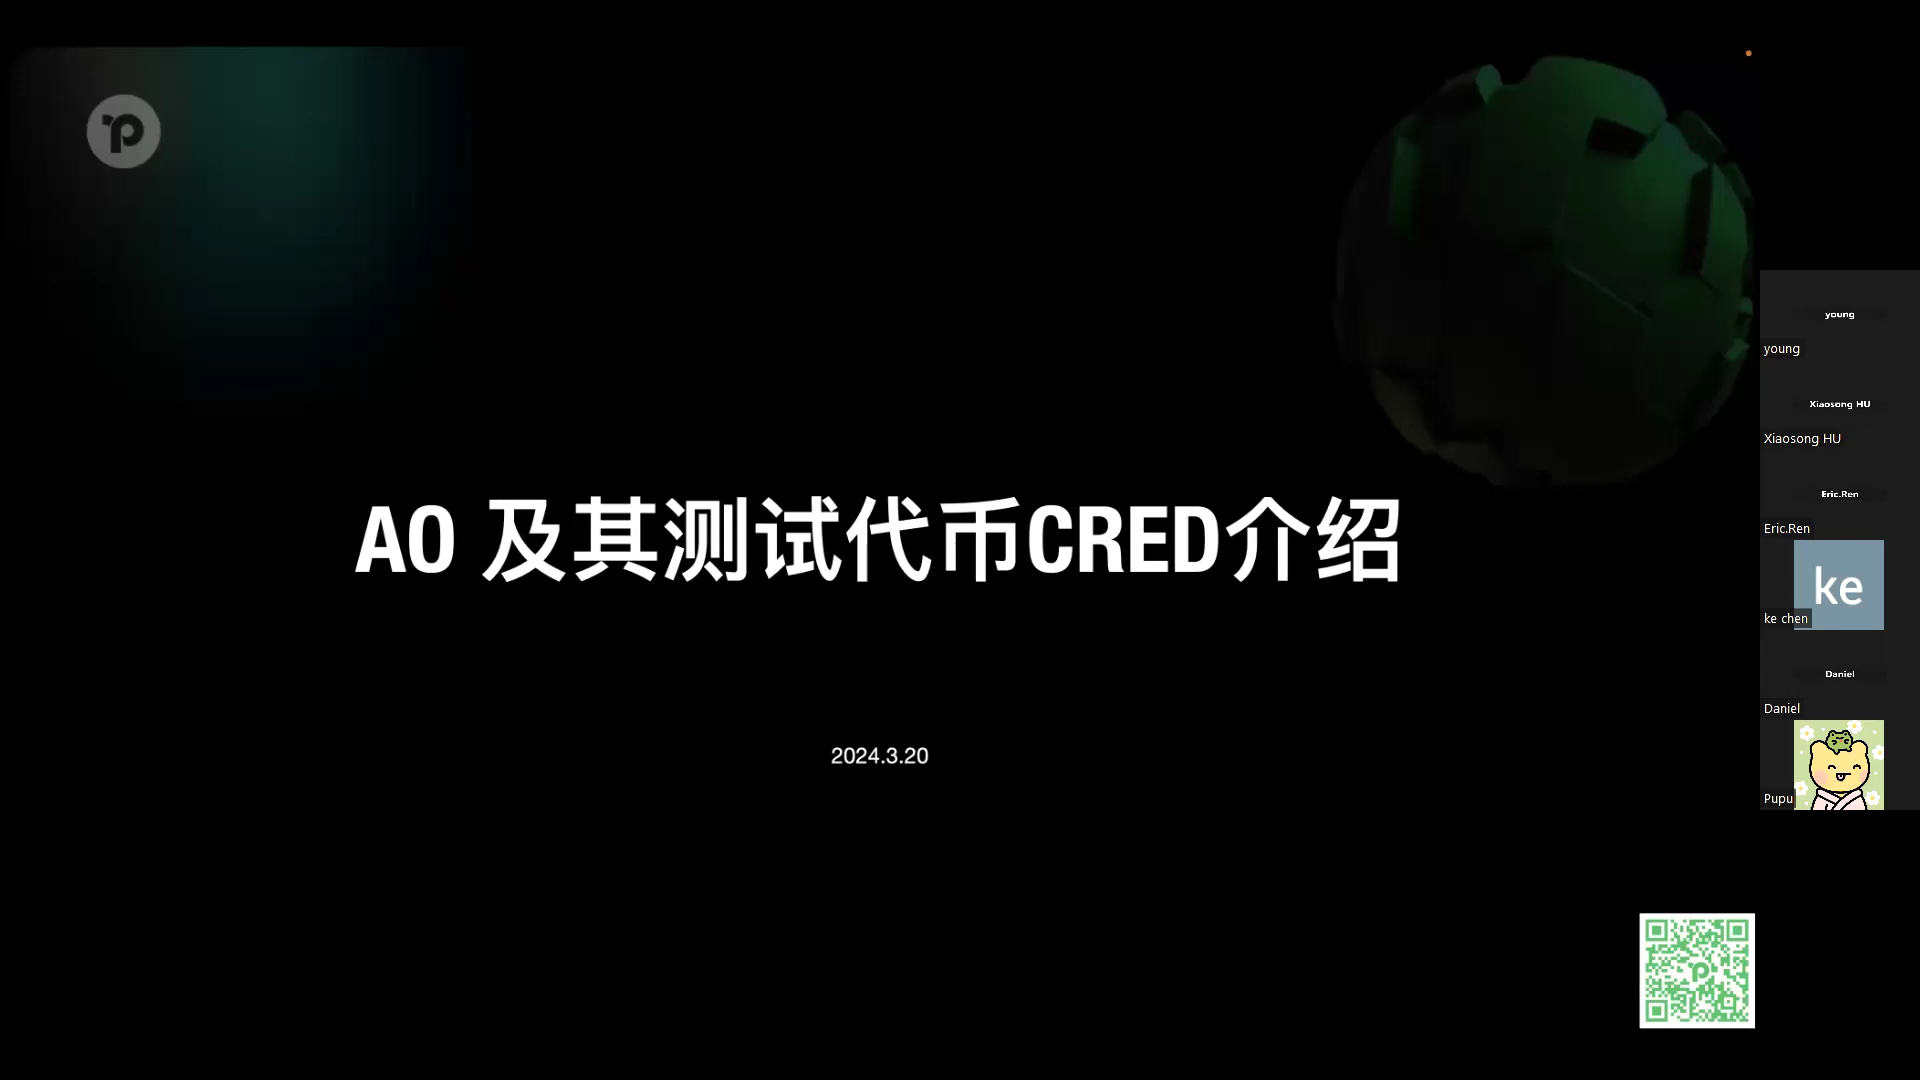 AO 及其测试代币CRED介绍
2024.3.20
young
young
Xiaosong HU
Xiaosong HU
Eric.Ren
Eric.Ren
ke
ke chen
Daniel
Daniel
Pupu